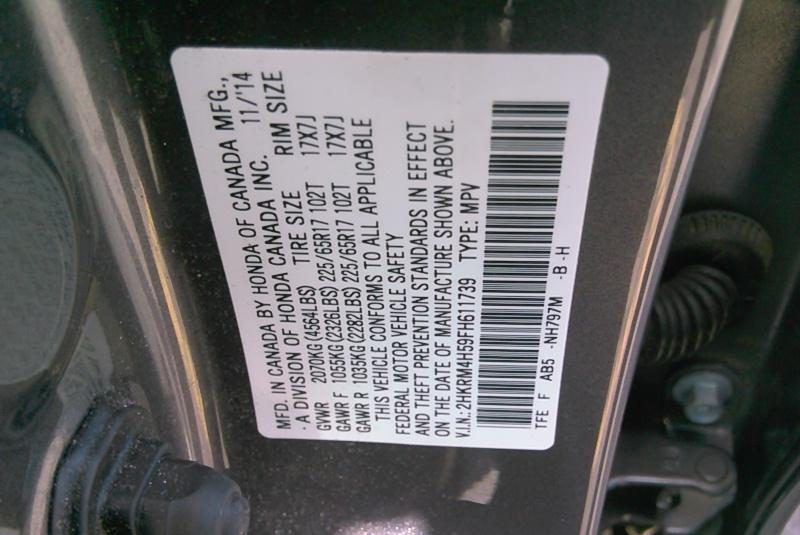 MFD. IN CANADA BY HONDA OF CANADA MFG.,
- A DIVISION OF HONDA CANADA INC. 11/'14
TIRE SIZE RIM SIZE
GVWR 2070KG(4564LBS)
GAWR F 1055KG(2326LBS) 225/65R17 102T 17X7J
GAWR R 1035KG(2282LBS) 225/65R17 102T 17X7J
THIS VEHICLE CONFORMS TO ALL APPLICABLE
FEDERAL MOTOR VEHICLE SAFETY
AND THEFT PREVENTION STANDARDS IN EFFECT
ON THE DATE OF MANUFACTURE SHOWN ABOVE.
V.I.N.: 2HKRM4H59FH611739 TYPE: MPV
TFE F AB5 -NH797M -B -H